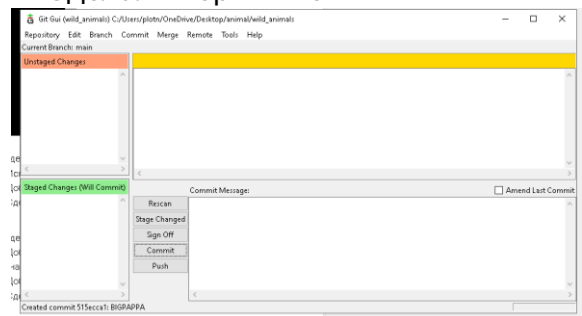 Git Gui (wild_animals) C:/Users/plotn/OneDrive/Desktop/animal/wild_animals
Repository Edit Branch Commit Merge Remote Tools Help
Current Branch: main
Unstaged Changes
Staged Changes (Will Commit)
Commit Message:
Amend Last Commit
Rescan
Stage Changed
Sign Off
Commit
Push
Created commit 515ecca1: BIGPAPPA